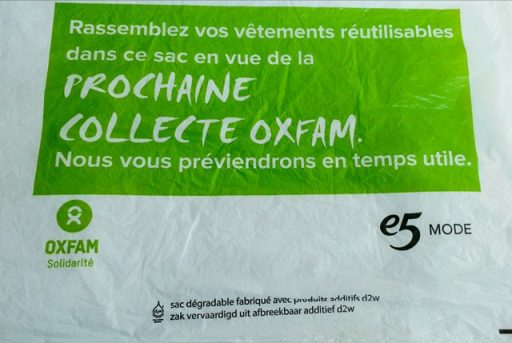 Rassemblez vos vêtements réutilisables
dans ce sac en vue de la
PROCHAINE
COLLECTE OXFAM.
Nous vous préviendrons en temps utile.
OXFAM
Solidarité
e5 MODE
sac dégradable fabriqué avec produits additifs d2w
zak vervaardigd uit afbreekbaar additief d2w